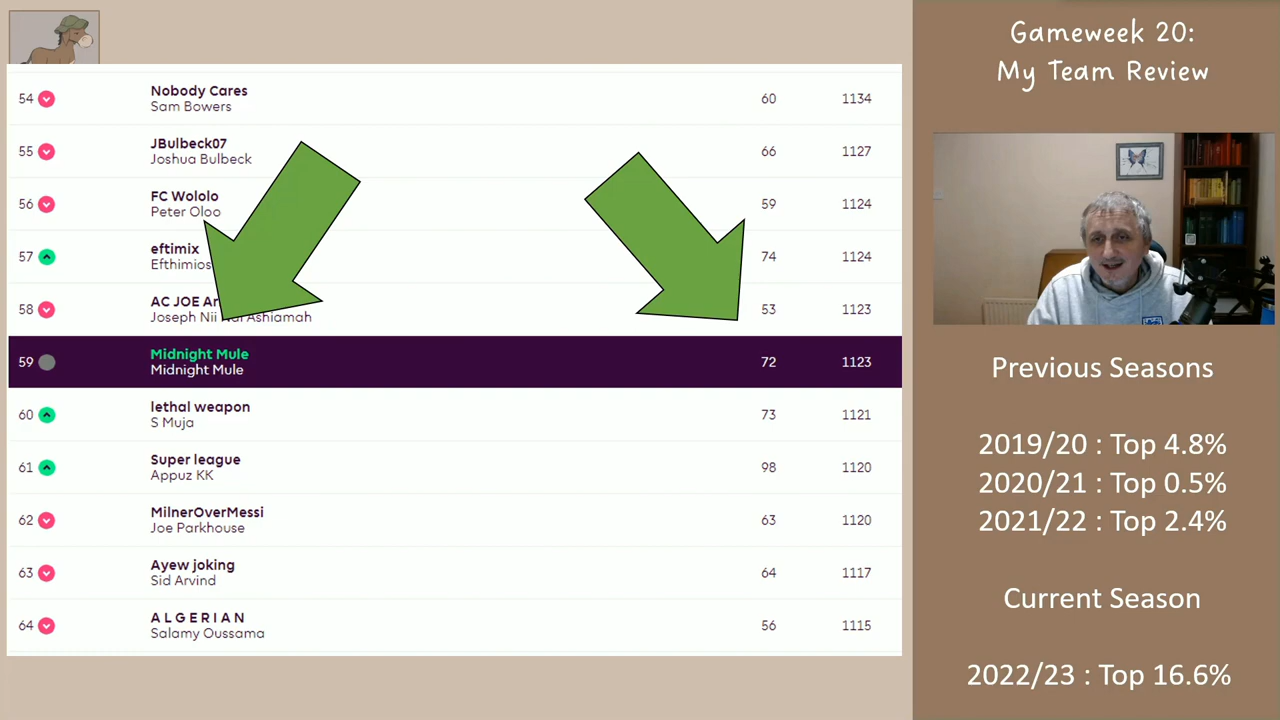 Gameweek 20:
My Team Review
54 Nobody Cares 60 1134
Sam Bowers
55 JBulbeck07 66 1127
Joshua Bulbeck
56 FC Wololo 59 1124
Peter Oloo
57 eftimix 74 1124
Efthimios
58 AC JOE 53 1123
Joseph Nii Ashiamah
59 Midnight Mule 72 1123
Midnight Mule
60 lethal weapon 73 1121
S Muja
61 Super league 98 1120
Appuz KK
62 MilnerOverMessi 63 1120
Joe Parkhouse
63 Ayew joking 64 1117
Sid Arvind
64 A L G E R I A N 56 1115
Salamy Oussama
Previous Seasons
2019/20 : Top 4.8%
2020/21 : Top 0.5%
2021/22 : Top 2.4%
Current Season
2022/23 : Top 16.6%